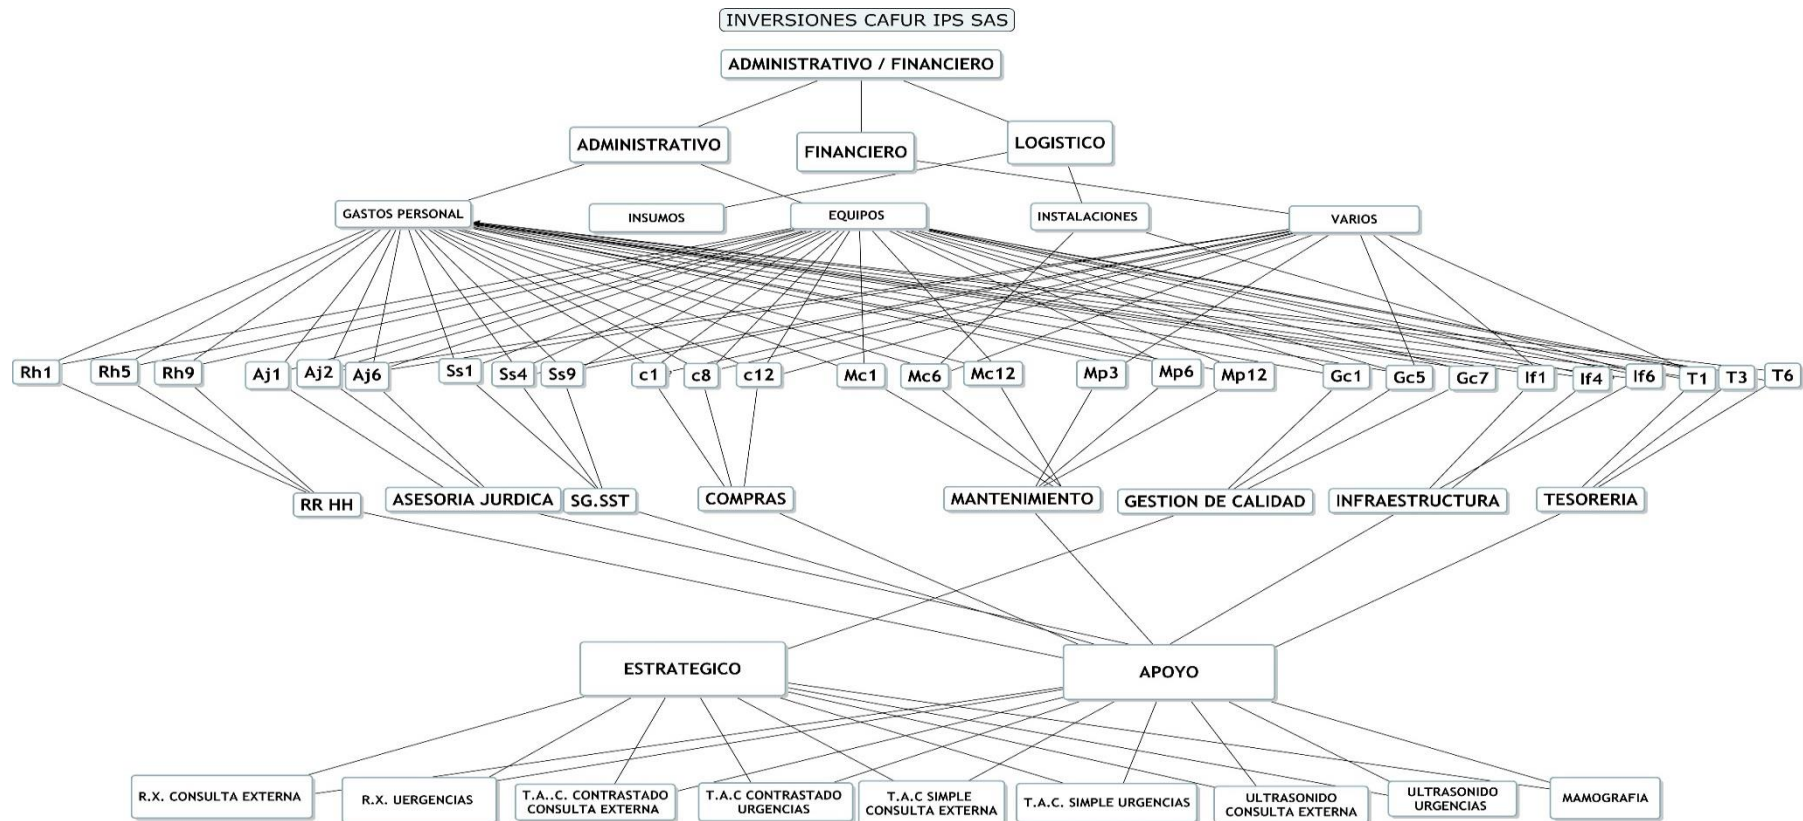 INVERSIONES CAFUR IPS SAS
ADMINISTRATIVO / FINANCIERO
ADMINISTRATIVO
FINANCIERO
LOGISTICO
GASTOS PERSONAL
INSUMOS
EQUIPOS
INSTALACIONES
VARIOS
Rh1
Rh5
Rh9
Aj1
Aj2
Aj6
Ss1
Ss4
Ss9
c1
c8
c12
Mc1
Mc6
Mc12
Mp3
Mp6
Mp12
Gc1
Gc5
Gc7
If1
If4
If6
T1
T3
T6
RR HH
ASESORIA JURDICA
SG.SST
COMPRAS
MANTENIMIENTO
GESTION DE CALIDAD
INFRAESTRUCTURA
TESORERIA
ESTRATEGICO
APOYO
R.X. CONSULTA EXTERNA
R.X. UERGENCIAS
T.A..C. CONTRASTADO
CONSULTA EXTERNA
T.A.C CONTRASTADO
URGENCIAS
T.A.C SIMPLE
CONSULTA EXTERNA
T.A.C. SIMPLE URGENCIAS
ULTRASONIDO
CONSULTA EXTERNA
ULTRASONIDO
URGENCIAS
MAMOGRAFIA